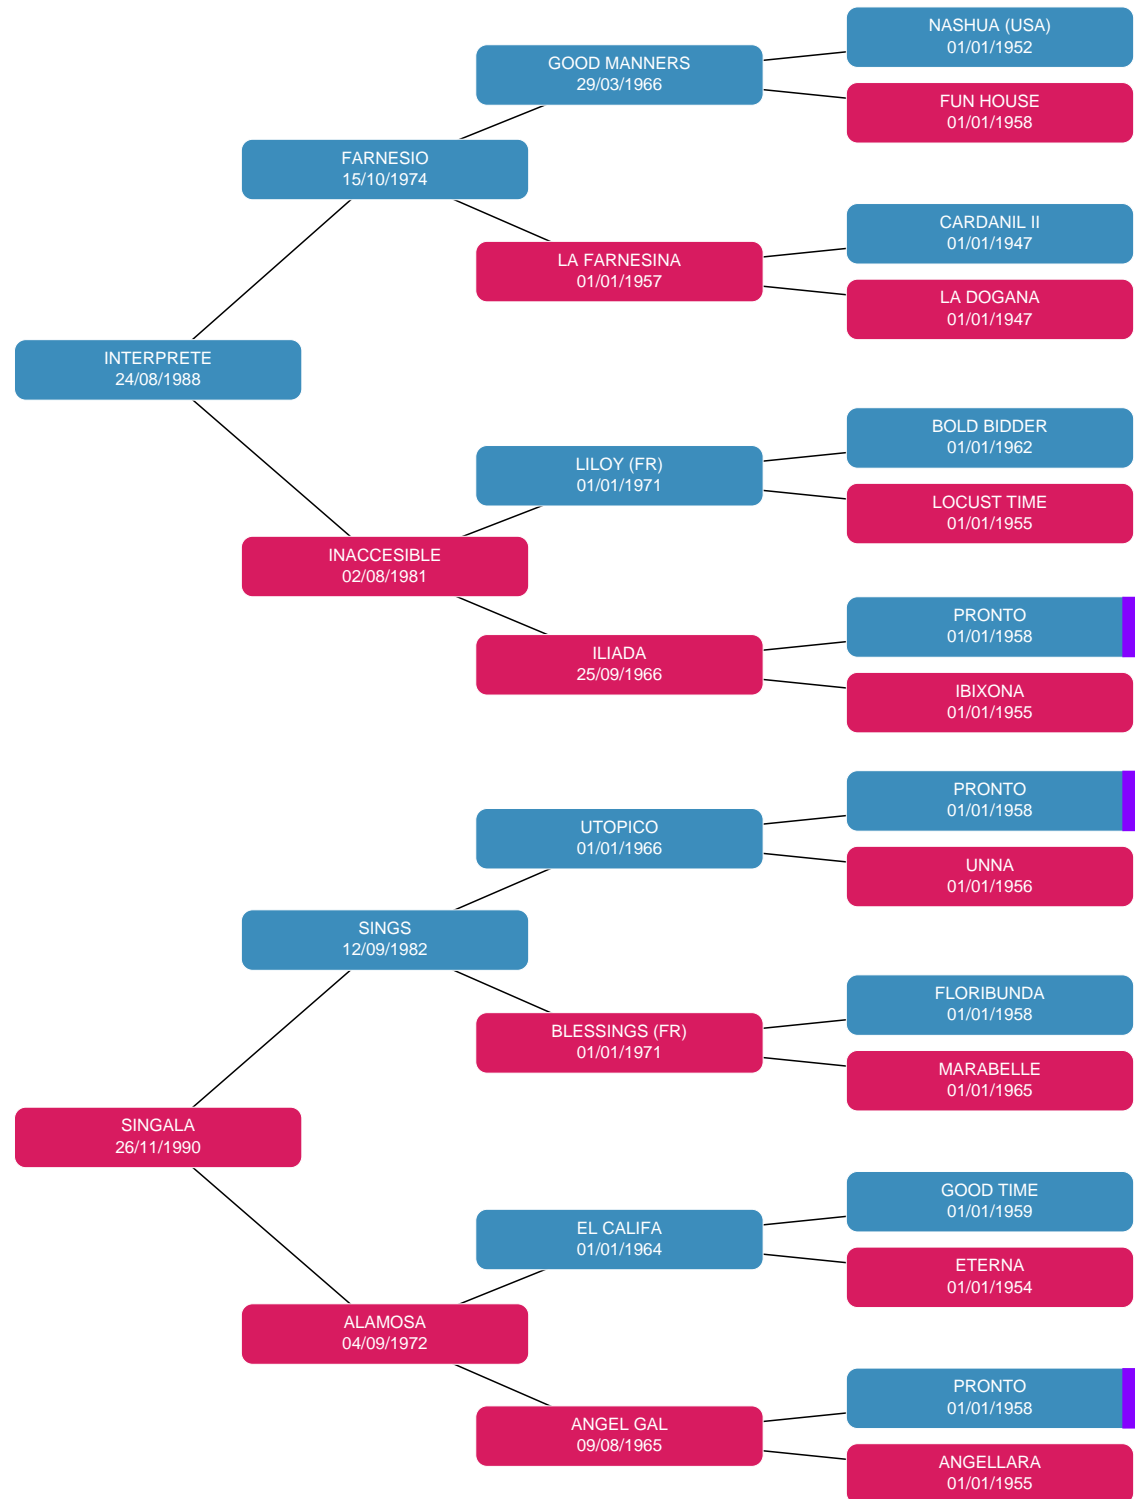 NASHUA (USA)
01/01/1952
GOOD MANNERS
29/03/1966
FUN HOUSE
01/01/1958
FARNESIO
15/10/1974
CARDANIL II
01/01/1947
LA FARNESINA
01/01/1957
LA DOGANA
01/01/1947
INTERPRETE
24/08/1988
BOLD BIDDER
01/01/1962
LILOY (FR)
01/01/1971
LOCUST TIME
01/01/1955
INACCESIBLE
02/08/1981
PRONTO
01/01/1958
ILIADA
25/09/1966
IBIXONA
01/01/1955
PRONTO
01/01/1958
UTOPICO
01/01/1966
UNNA
01/01/1956
SINGS
12/09/1982
FLORIBUNDA
01/01/1958
BLESSINGS (FR)
01/01/1971
MARABELLE
01/01/1965
SINGALA
26/11/1990
GOOD TIME
01/01/1959
EL CALIFA
01/01/1964
ETERNA
01/01/1954
ALAMOSA
04/09/1972
PRONTO
01/01/1958
ANGEL GAL
09/08/1965
ANGELLARA
01/01/1955